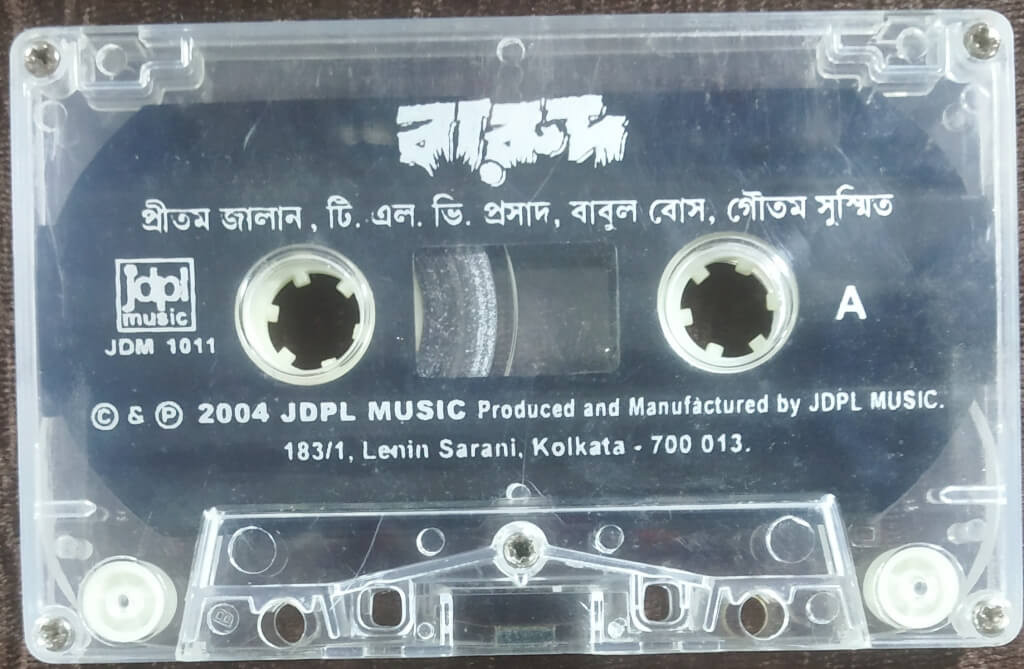 বারুদ
প্রীতম জালান, টি. এল. ভি. প্রসাদ, বাবুল বোস, গৌতম সুস্মিত
jdpl
music
JDM 1011
A
© & ℗ 2004 JDPL MUSIC Produced and Manufactured by JDPL MUSIC.
183/1, Lenin Sarani, Kolkata - 700 013.